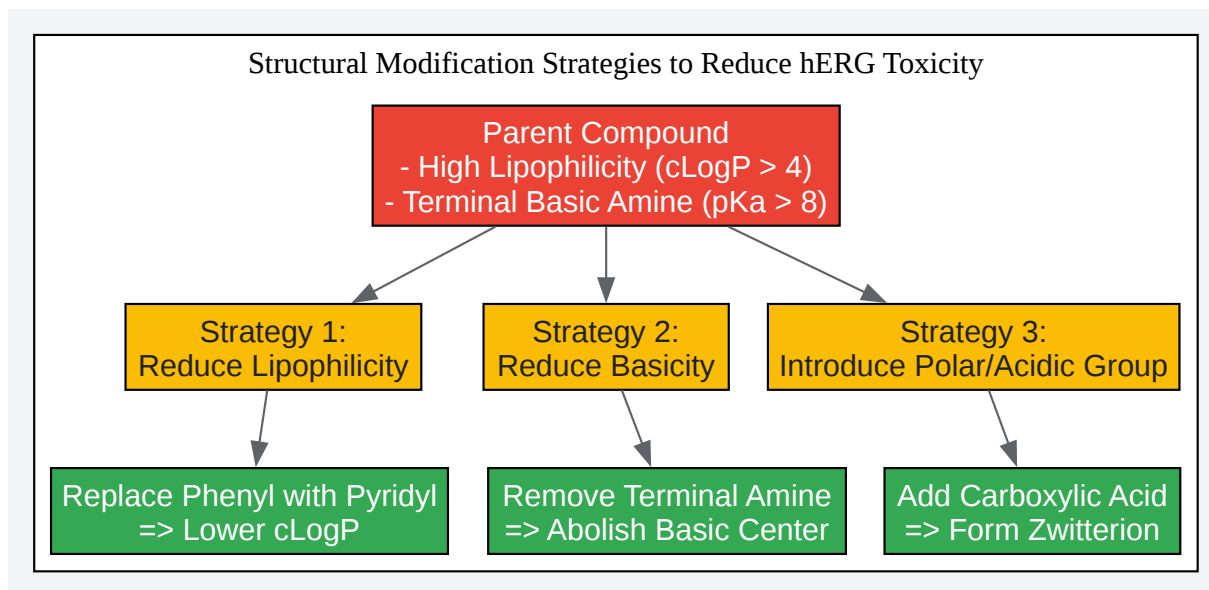 Structural Modification Strategies to Reduce hERG Toxicity
Parent Compound
- High Lipophilicity (cLogP > 4)
- Terminal Basic Amine (pKa > 8)
Strategy 1:
Reduce Lipophilicity
Strategy 2:
Reduce Basicity
Strategy 3:
Introduce Polar/Acidic Group
Replace Phenyl with Pyridyl
=> Lower cLogP
Remove Terminal Amine
=> Abolish Basic Center
Add Carboxylic Acid
=> Form Zwitterion